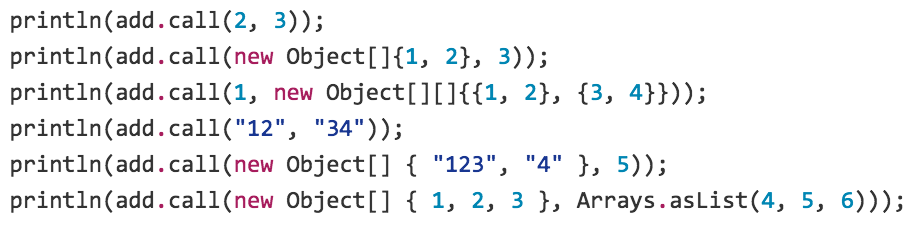 println(add.call(2, 3));
println(add.call(new Object[]{1, 2}, 3));
println(add.call(1, new Object[][]{{1, 2}, {3, 4}}));
println(add.call("12", "34"));
println(add.call(new Object[] { "123", "4" }, 5));
println(add.call(new Object[] { 1, 2, 3 }, Arrays.asList(4, 5, 6)));